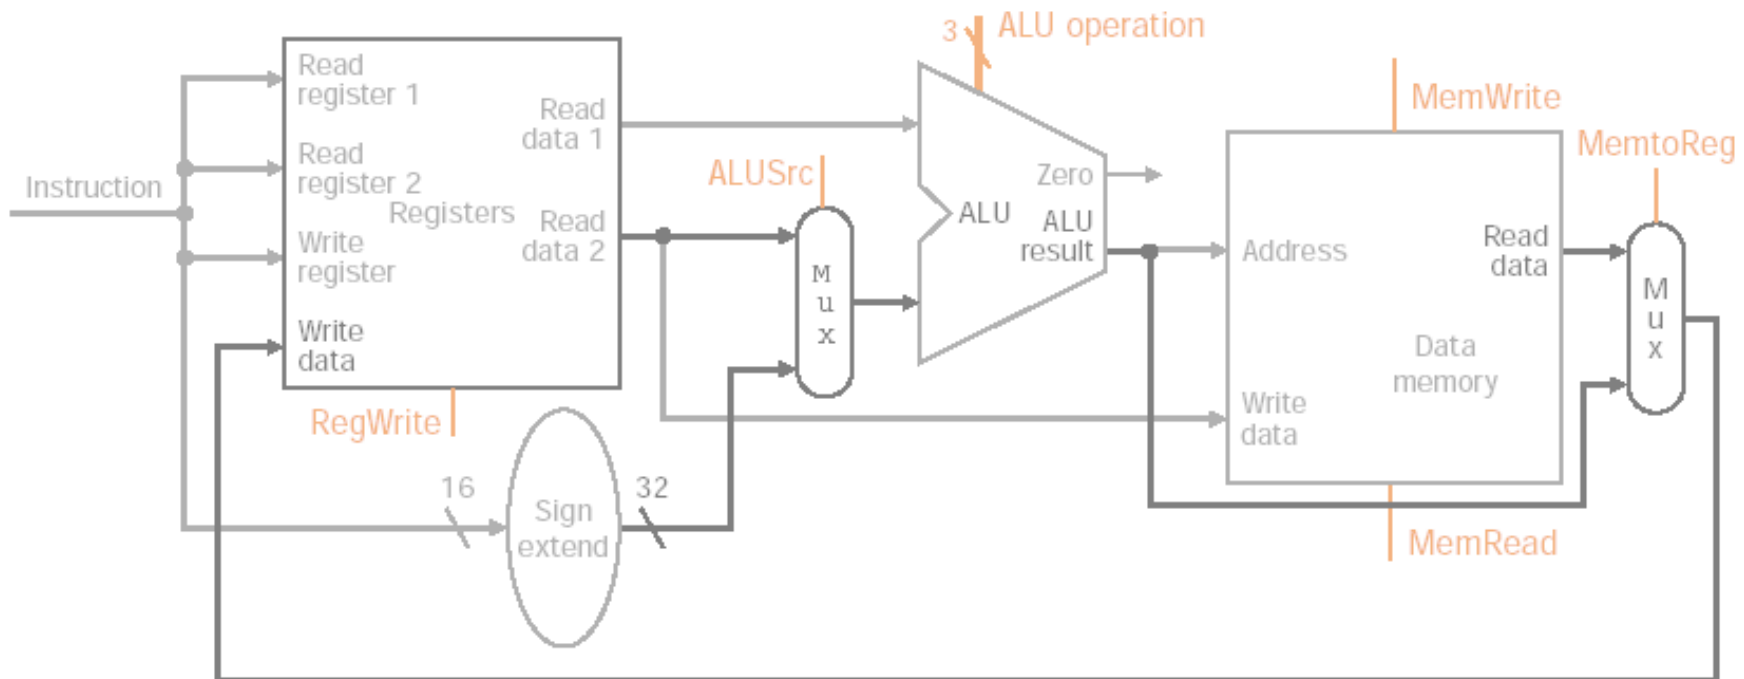 3
ALU operation
Read
register 1
Read
data 1
MemWrite
MemtoReg
Read
register 2
Instruction
Registers
ALUSrc
Zero
ALU
ALU
result
Read
data 2
Write
register
Address
Read
data
M
u
x
M
u
x
Write
data
Data
memory
Write
data
RegWrite
16
Sign
extend
32
MemRead